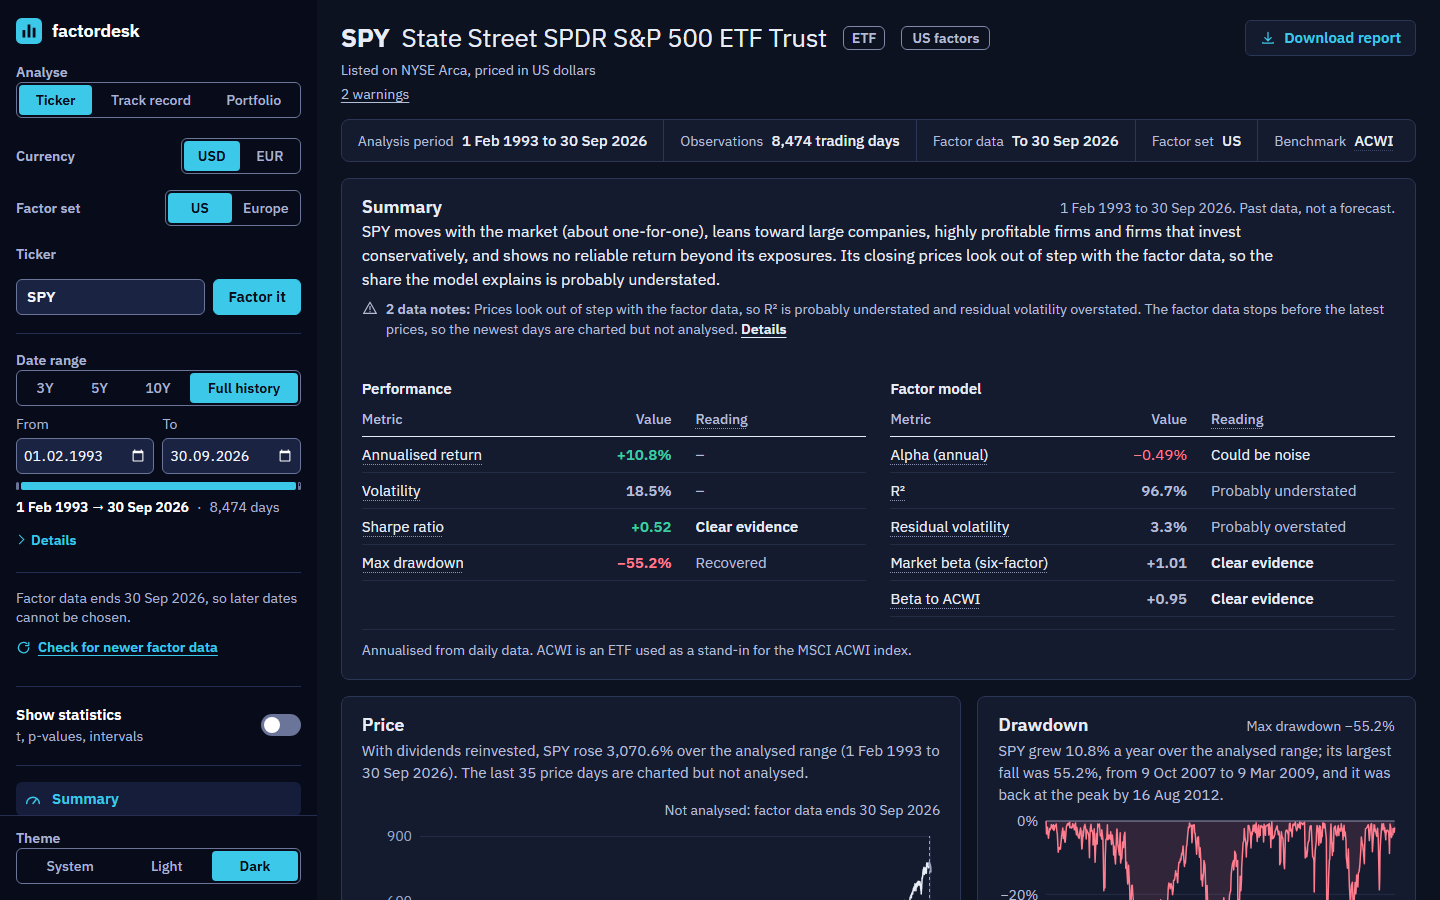 factordesk
Analyse
Ticker Track record Portfolio
Currency USD EUR
Factor set US Europe
Ticker
SPY Factor it
Date range
3Y 5Y 10Y Full history
From To
01.02.1993 30.09.2026
1 Feb 1993 → 30 Sep 2026 · 8,474 days
Details
Factor data ends 30 Sep 2026, so later dates
cannot be chosen.
Check for newer factor data
Show statistics
t, p-values, intervals
Summary
Theme
System Light Dark
SPY State Street SPDR S&P 500 ETF Trust ETF US factors
Download report
Listed on NYSE Arca, priced in US dollars
2 warnings
Analysis period 1 Feb 1993 to 30 Sep 2026 Observations 8,474 trading days Factor data To 30 Sep 2026 Factor set US Benchmark ACWI
Summary 1 Feb 1993 to 30 Sep 2026. Past data, not a forecast.
SPY moves with the market (about one-for-one), leans toward large companies, highly profitable firms and firms that invest
conservatively, and shows no reliable return beyond its exposures. Its closing prices look out of step with the factor data, so the
share the model explains is probably understated.
2 data notes: Prices look out of step with the factor data, so R² is probably understated and residual volatility overstated. The factor data stops before the latest
prices, so the newest days are charted but not analysed. Details
Performance
Metric Value Reading
Annualised return +10.8% –
Volatility 18.5% –
Sharpe ratio +0.52 Clear evidence
Max drawdown −55.2% Recovered
Factor model
Metric Value Reading
Alpha (annual) −0.49% Could be noise
R² 96.7% Probably understated
Residual volatility 3.3% Probably overstated
Market beta (six-factor) +1.01 Clear evidence
Beta to ACWI +0.95 Clear evidence
Annualised from daily data. ACWI is an ETF used as a stand-in for the MSCI ACWI index.
Price
With dividends reinvested, SPY rose 3,070.6% over the analysed range (1 Feb 1993 to
30 Sep 2026). The last 35 price days are charted but not analysed.
Not analysed: factor data ends 30 Sep 2026
900
600
Drawdown Max drawdown −55.2%
SPY grew 10.8% a year over the analysed range; its largest
fall was 55.2%, from 9 Oct 2007 to 9 Mar 2009, and it was
back at the peak by 16 Aug 2012.
0%
−20%